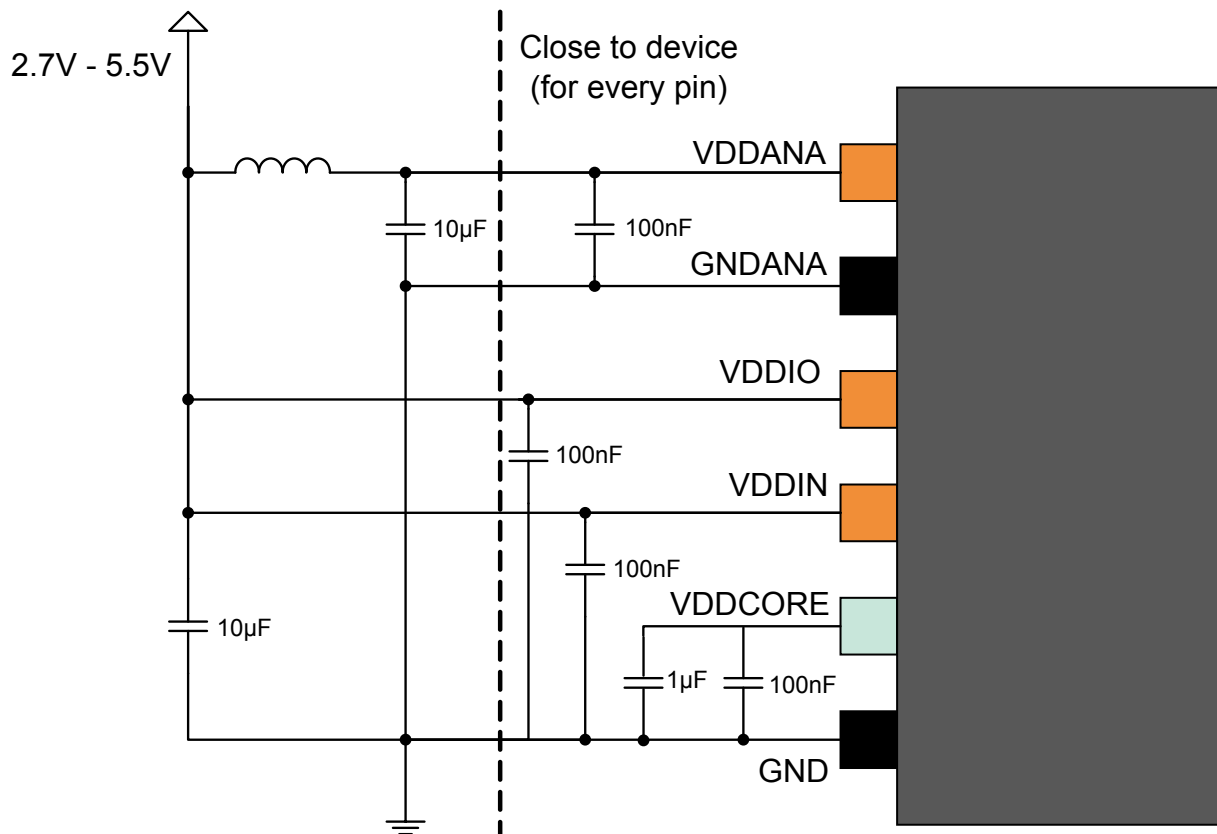 2.7V - 5.5V
Close to device
(for every pin)
VDDANA
10µF
100nF
GNDANA
VDDIO
100nF
VDDIN
100nF
VDDCORE
10µF
1µF
100nF
GND